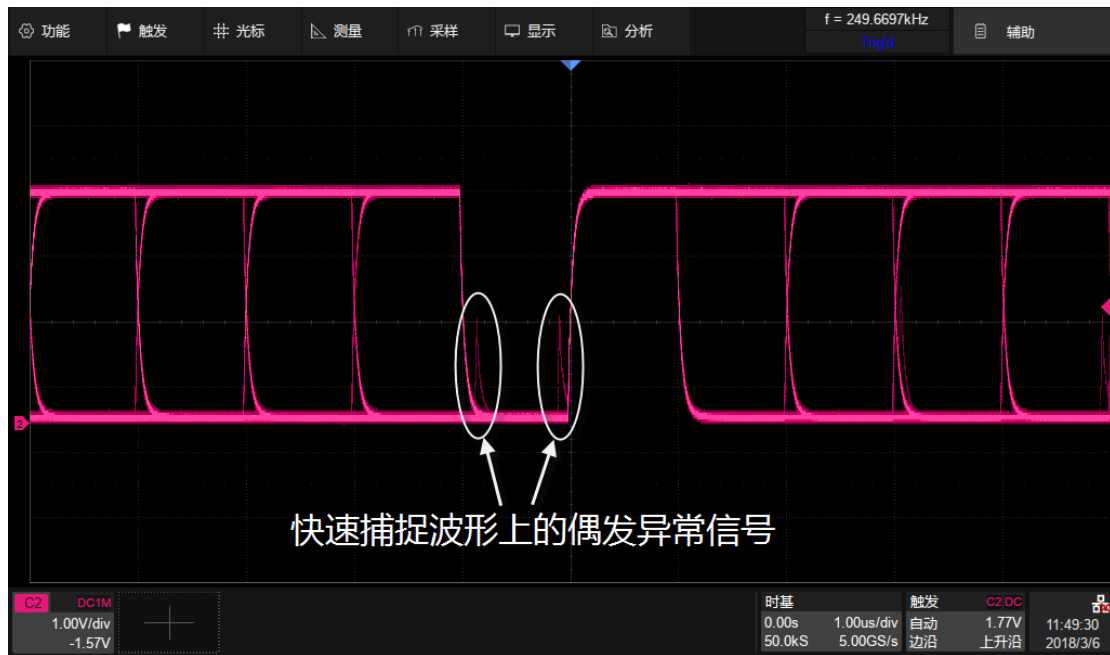 功能 触发 光标 测量 采样 显示 分析 f = 249.6697kHz 辅助
Trig'd
2
快速捕捉波形上的偶发异常信号
C2 DC1M 时基 触发 C2 DC
1.00V/div 0.00s 1.00us/div 自动 1.77V 11:49:30
-1.57V 50.0kS 5.00GS/s 边沿 上升沿 2018/3/6